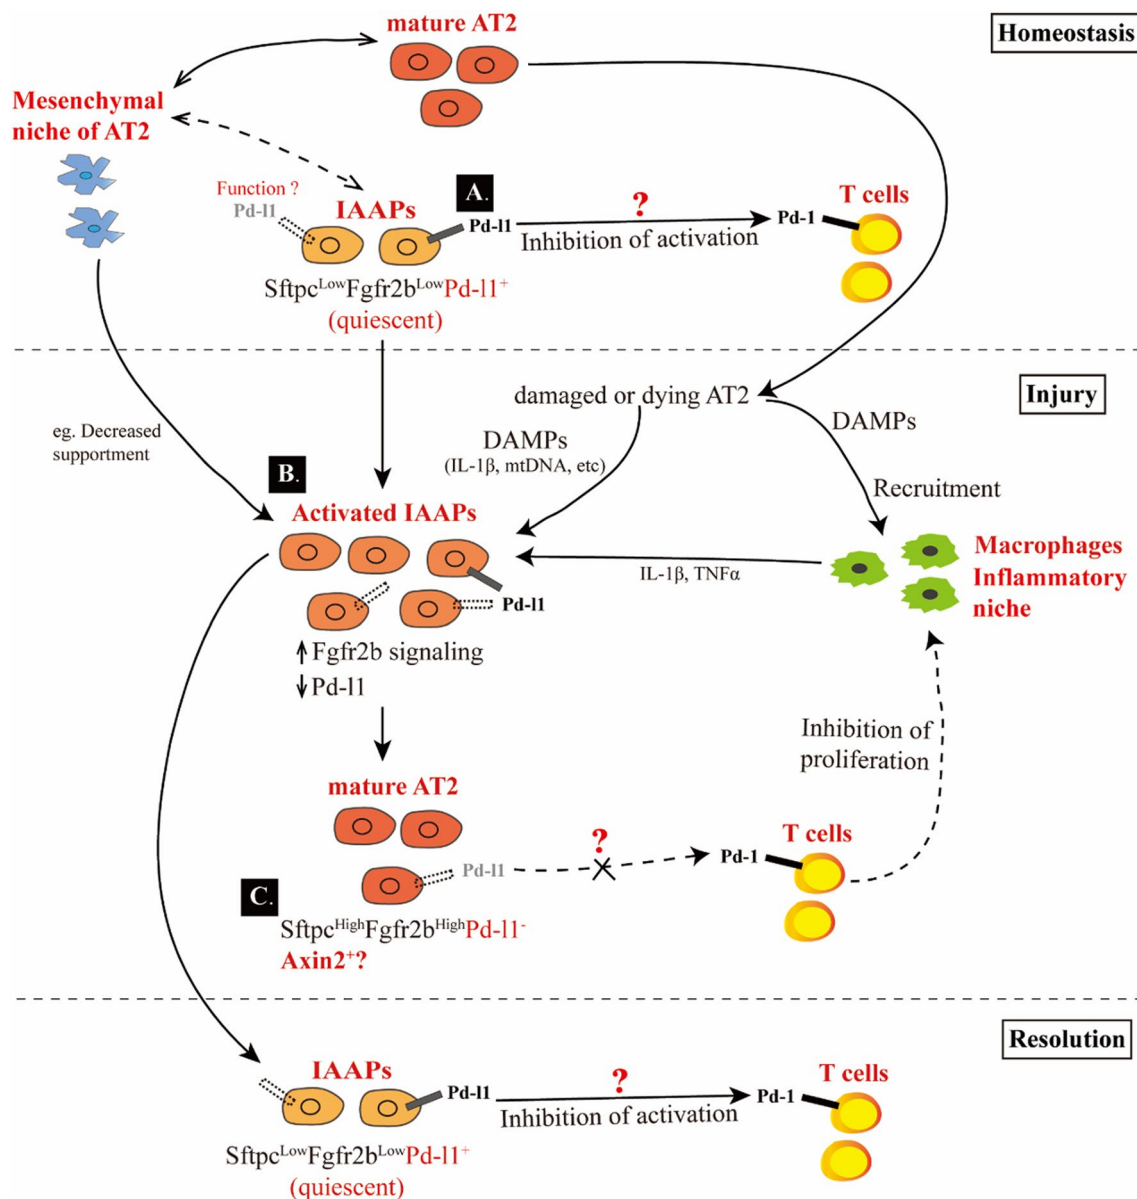 mature AT2
Homeostasis
Mesenchymal
niche of AT2
Function ?
Pd-l1
IAAPs
A.
Pd-l1
?
Inhibition of activation
Pd-1
T cells
Sftpc^Low Fgfr2b^Low Pd-l1⁺
(quiescent)
damaged or dying AT2
Injury
eg. Decreased
supportment
DAMPs
(IL-1β, mtDNA, etc)
DAMPs
Recruitment
B.
Activated IAAPs
IL-1β, TNFα
Macrophages
Inflammatory
niche
Pd-l1
Fgfr2b signaling
Pd-l1
Inhibition of
proliferation
mature AT2
Pd-l1
?
Pd-1
T cells
C.
Sftpc^High Fgfr2b^High Pd-l1⁻
Axin2⁺?
Resolution
IAAPs
Pd-l1
?
Inhibition of activation
Pd-1
T cells
Sftpc^Low Fgfr2b^Low Pd-l1⁺
(quiescent)